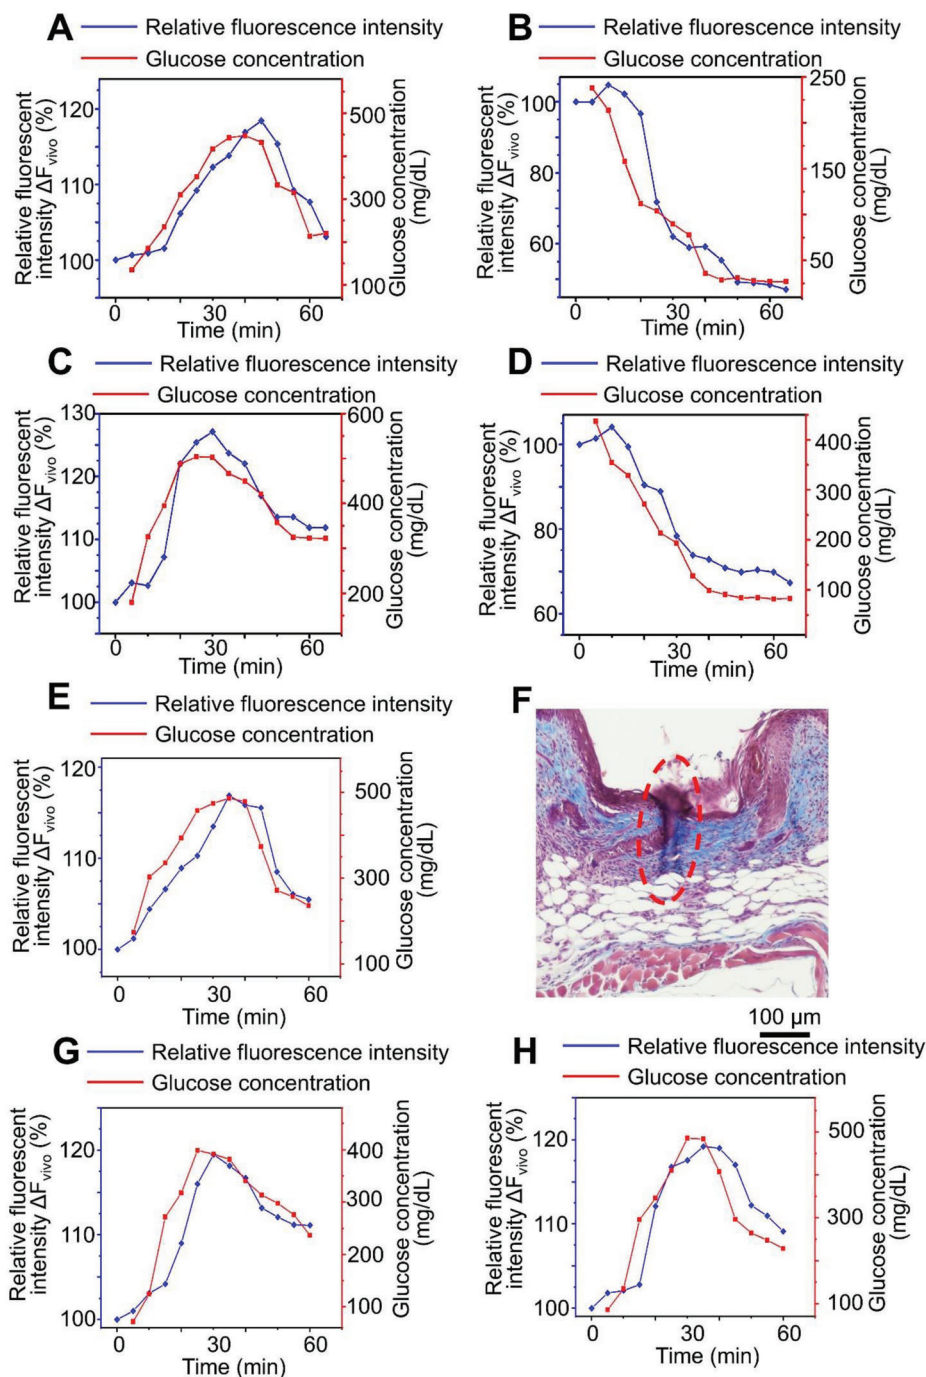 A
Relative fluorescence intensity
Glucose concentration
Relative fluorescent
intensity ΔFvivo (%)
120
110
100
500
300
100
Glucose concentration
(mg/dL)
0 30 60
Time (min)
B
Relative fluorescence intensity
Glucose concentration
Relative fluorescent
intensity ΔFvivo (%)
100
80
60
250
150
50
Glucose concentration
(mg/dL)
0 30 60
Time (min)
C
Relative fluorescence intensity
Glucose concentration
Relative fluorescent
intensity ΔFvivo (%)
130
120
110
100
600
500
400
300
200
Glucose concentration
(mg/dL)
0 30 60
Time (min)
D
Relative fluorescence intensity
Glucose concentration
Relative fluorescent
intensity ΔFvivo (%)
100
80
60
400
300
200
100
Glucose concentration
(mg/dL)
0 30 60
Time (min)
E
Relative fluorescence intensity
Glucose concentration
Relative fluorescent
intensity ΔFvivo (%)
120
110
100
500
300
100
Glucose concentration
(mg/dL)
0 30 60
Time (min)
F
100 µm
G
Relative fluorescence intensity
Glucose concentration
Relative fluorescent
intensity ΔFvivo (%)
120
110
100
400
300
200
100
Glucose concentration
(mg/dL)
0 30 60
Time (min)
H
Relative fluorescence intensity
Glucose concentration
Relative fluorescent
intensity ΔFvivo (%)
120
110
100
500
300
100
Glucose concentration
(mg/dL)
0 30 60
Time (min)